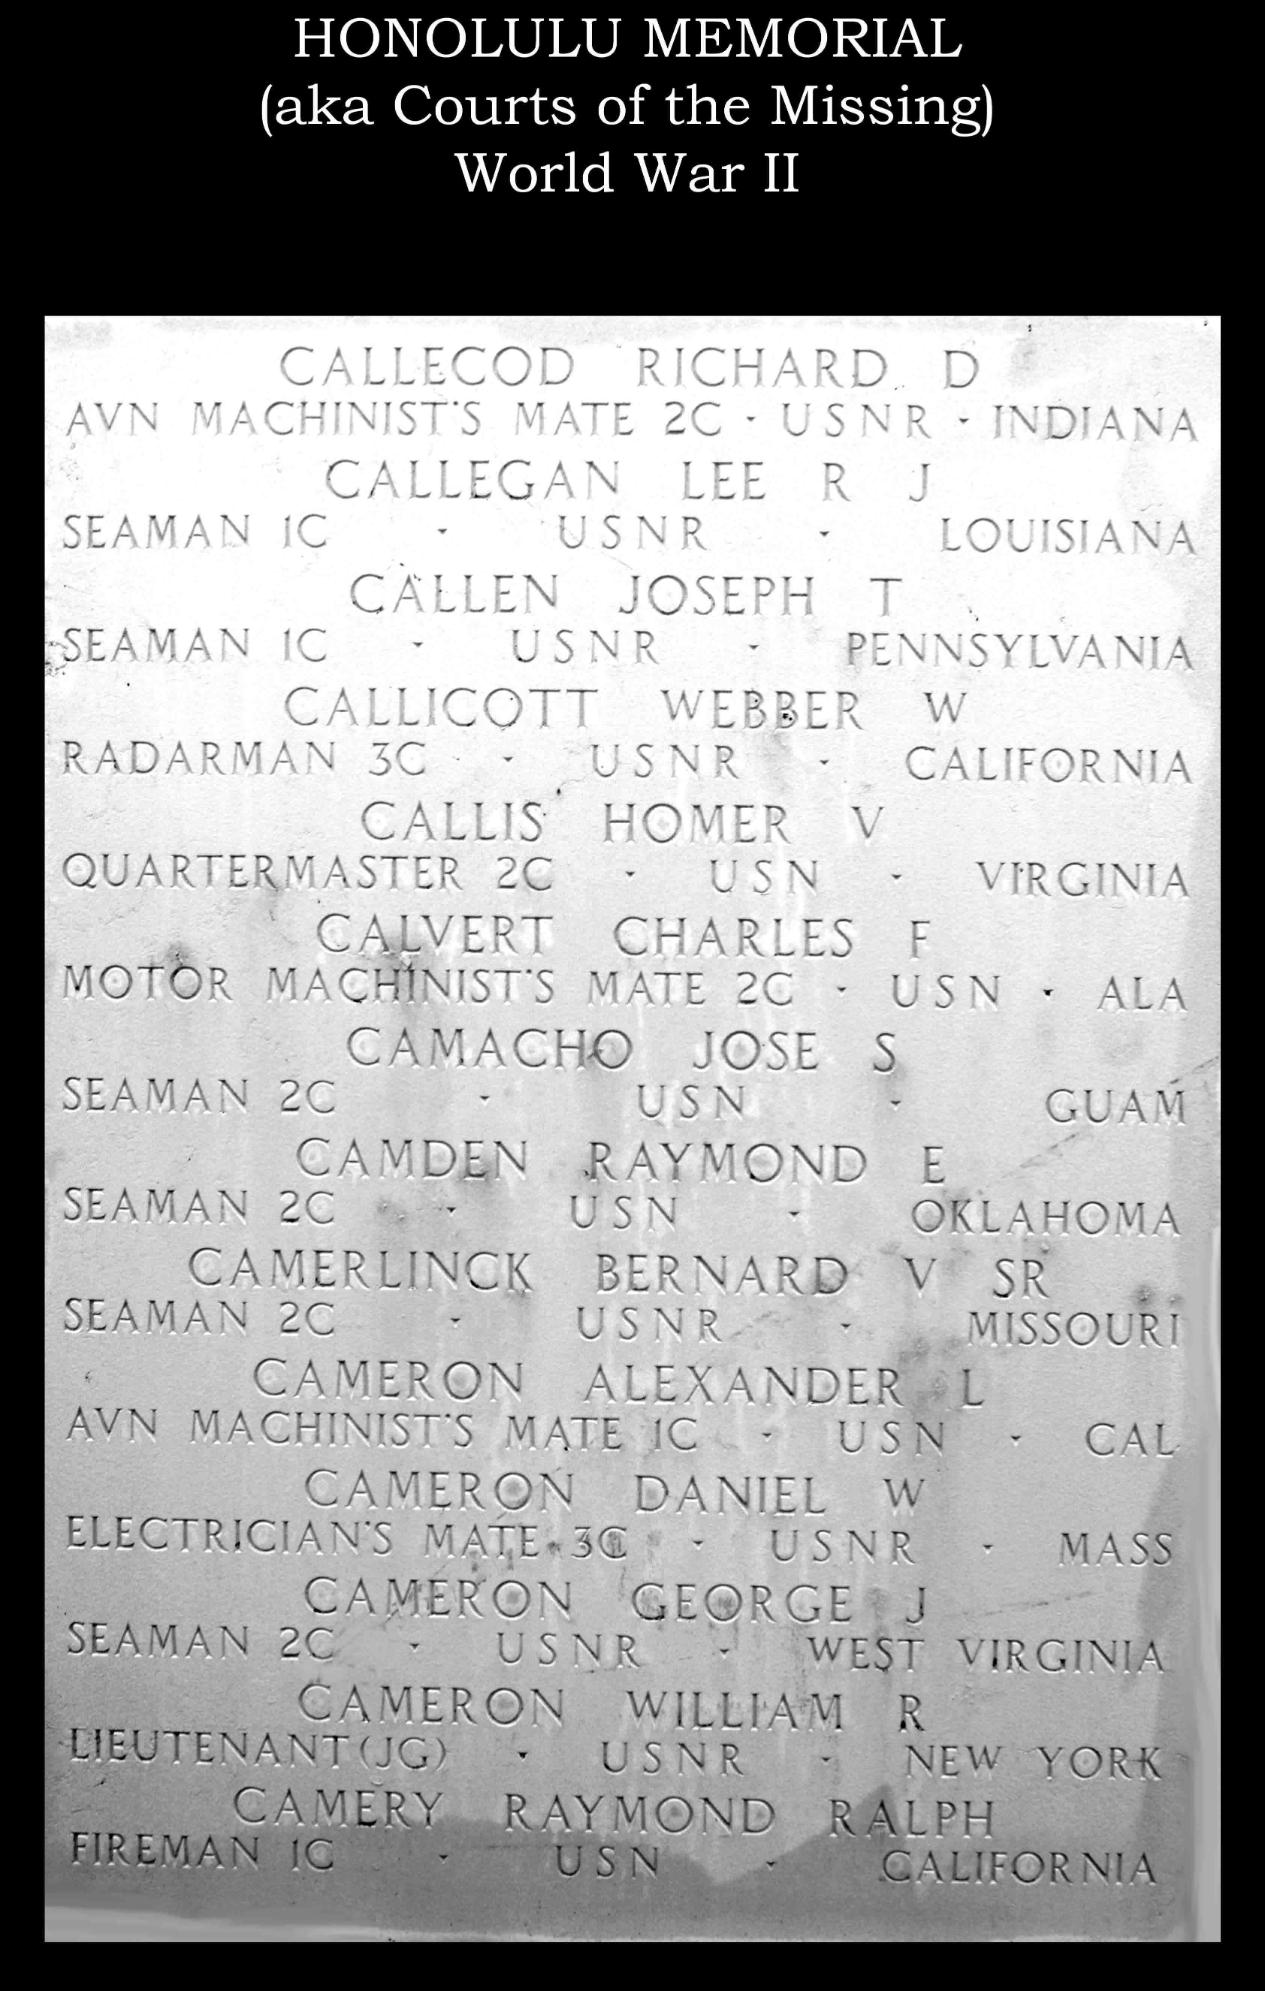 HONOLULU MEMORIAL
(aka Courts of the Missing)
World War II
CALLECOD RICHARD D
AVN MACHINIST'S MATE 2C · USNR · INDIANA
CALLEGAN LEE R J
SEAMAN 1C · USNR · LOUISIANA
CALLEN JOSEPH T
SEAMAN 1C · USNR · PENNSYLVANIA
CALLICOTT WEBBER W
RADARMAN 3C · USNR · CALIFORNIA
CALLIS HOMER V
QUARTERMASTER 2C · USN · VIRGINIA
CALVERT CHARLES F
MOTOR MACHINIST'S MATE 2C · USN · ALA
CAMACHO JOSE S
SEAMAN 2C · USN · GUAM
CAMDEN RAYMOND E
SEAMAN 2C · USN · OKLAHOMA
CAMERLINCK BERNARD V SR
SEAMAN 2C · USNR · MISSOURI
CAMERON ALEXANDER L
AVN MACHINIST'S MATE 1C · USN · CAL
CAMERON DANIEL W
ELECTRICIAN'S MATE 3C · USNR · MASS
CAMERON GEORGE J
SEAMAN 2C · USNR · WEST VIRGINIA
CAMERON WILLIAM R
LIEUTENANT(JG) · USNR · NEW YORK
CAMERY RAYMOND RALPH
FIREMAN 1C · USN · CALIFORNIA